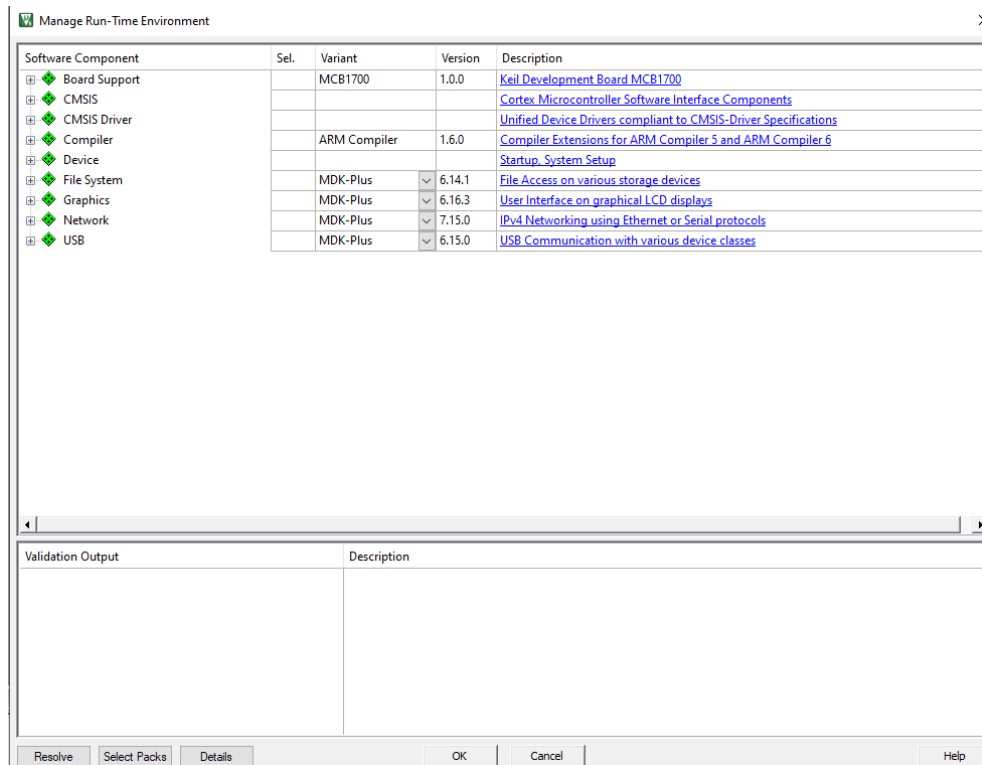 Manage Run-Time Environment
Software Component Sel. Variant Version Description
Board Support MCB1700 1.0.0 Keil Development Board MCB1700
CMSIS Cortex Microcontroller Software Interface Components
CMSIS Driver Unified Device Drivers compliant to CMSIS-Driver Specifications
Compiler ARM Compiler 1.6.0 Compiler Extensions for ARM Compiler 5 and ARM Compiler 6
Device Startup, System Setup
File System MDK-Plus 6.14.1 File Access on various storage devices
Graphics MDK-Plus 6.16.3 User Interface on graphical LCD displays
Network MDK-Plus 7.15.0 IPv4 Networking using Ethernet or Serial protocols
USB MDK-Plus 6.15.0 USB Communication with various device classes
Validation Output Description
Resolve Select Packs Details OK Cancel Help